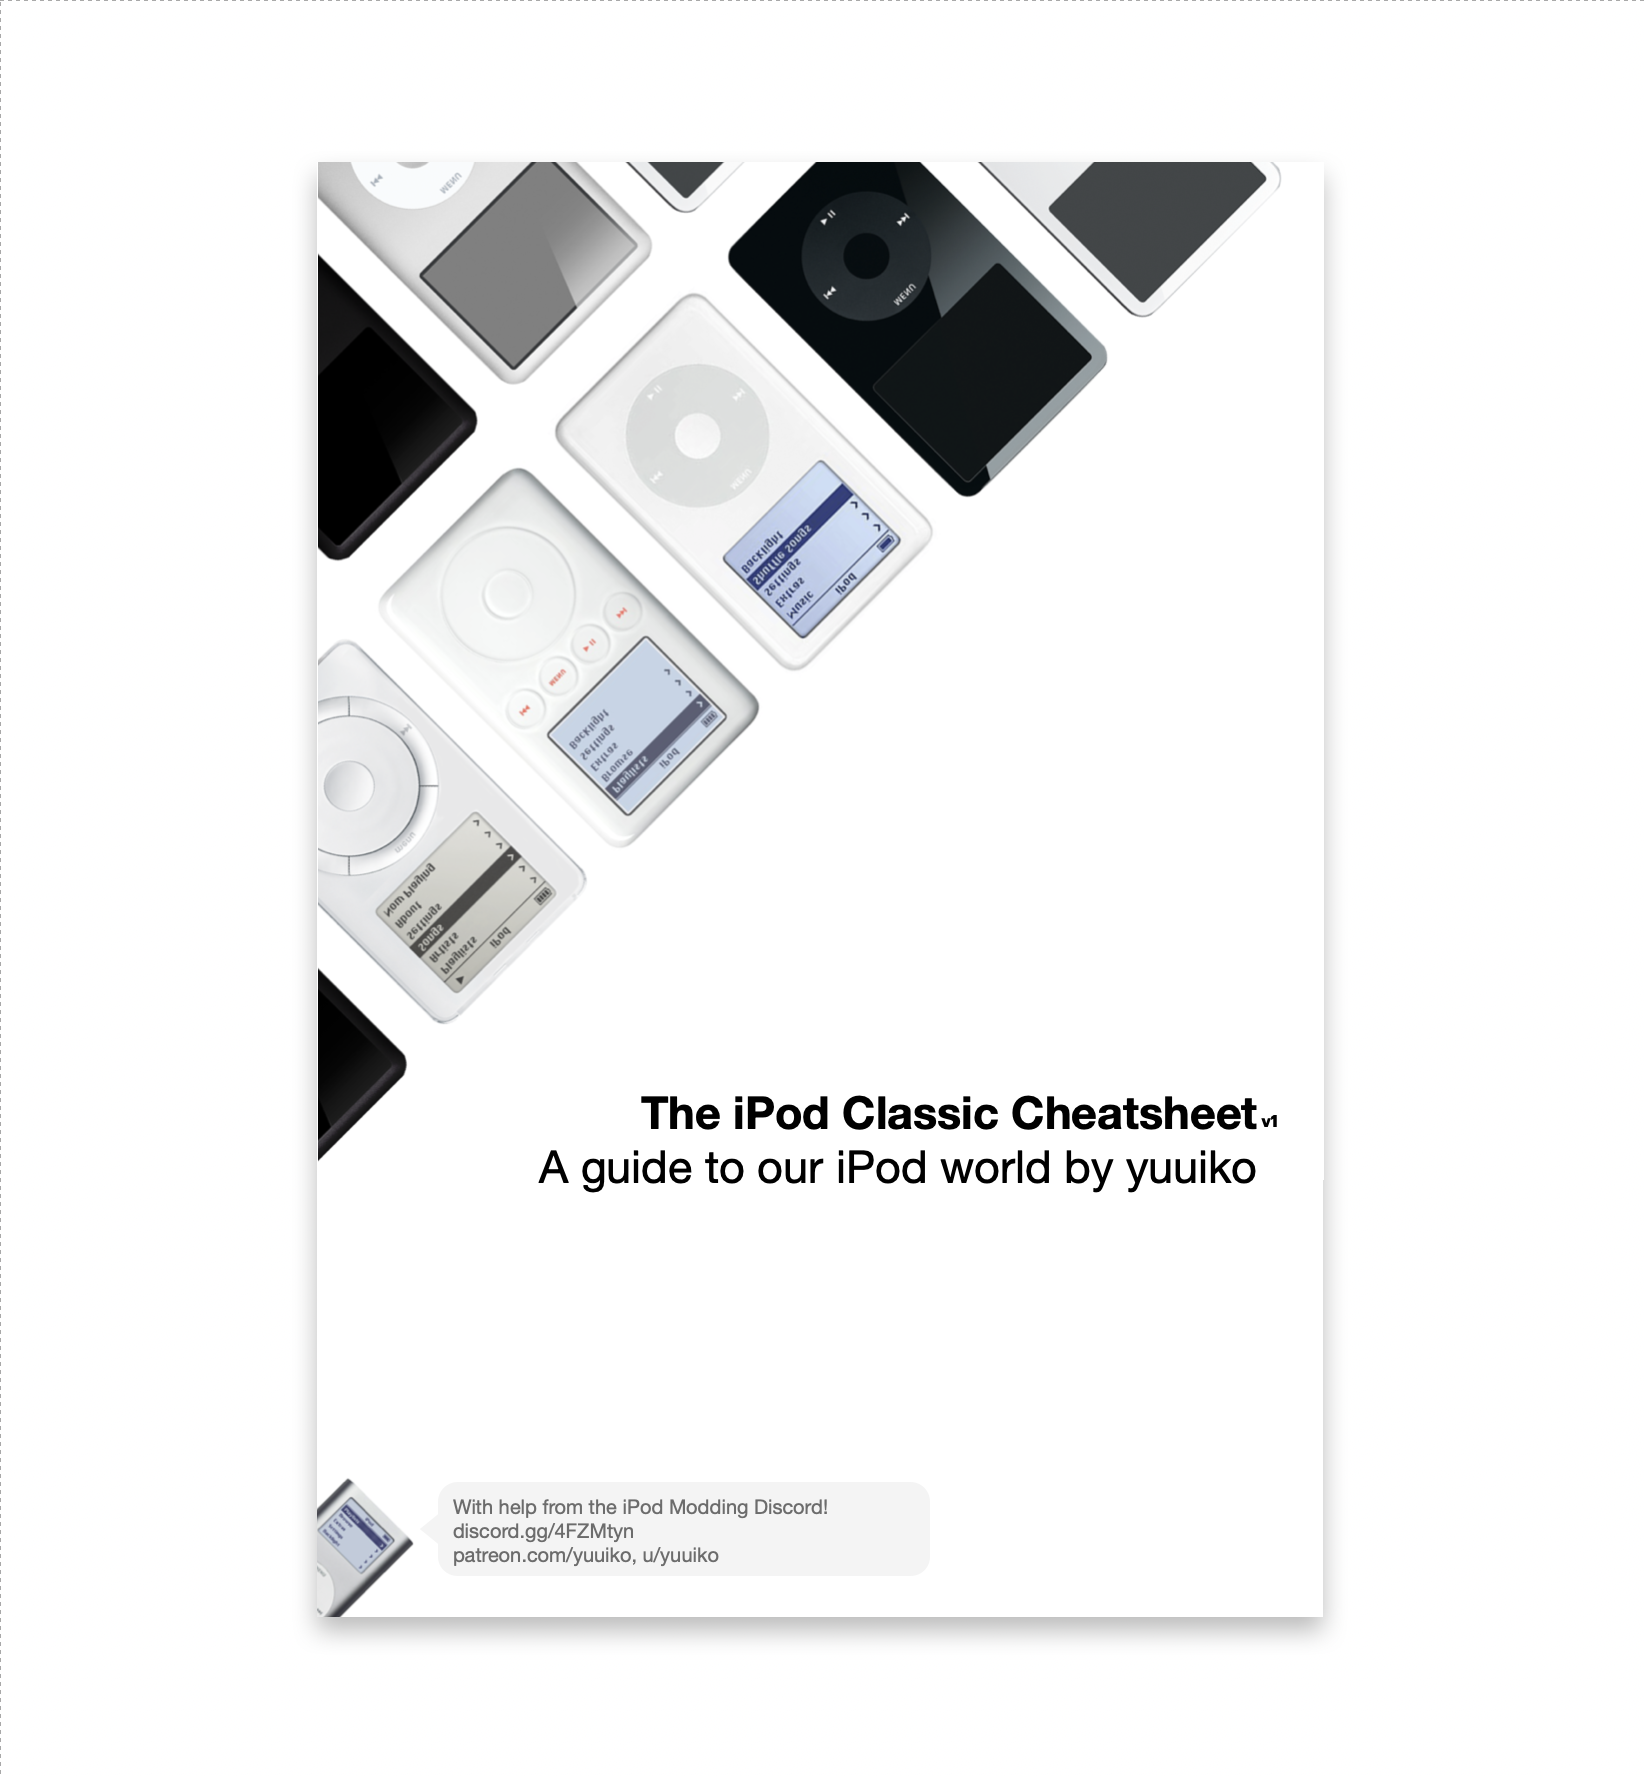 MENU
MENU
MENU
Backlight
Shuffle Songs
Settings
Extras
Music
iPod
MENU
Backlight
Settings
Extras
Browse
Playlists
iPod
menu
Now Playing
About
Settings
Songs
Artists
Playlists
iPod
The iPod Classic Cheatsheet v1
A guide to our iPod world by yuuiko
With help from the iPod Modding Discord!
discord.gg/4FZMtyn
patreon.com/yuuiko, u/yuuiko